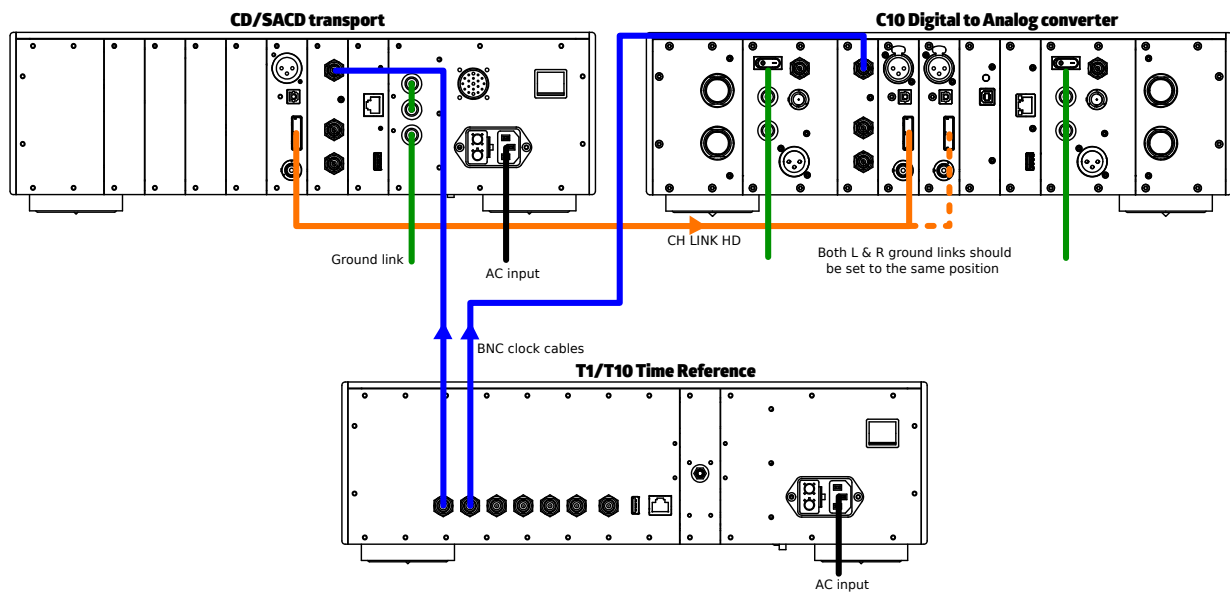 CD/SACD transport
C10 Digital to Analog converter
CH LINK HD
Ground link
AC input
Both L & R ground links should
be set to the same position
BNC clock cables
T1/T10 Time Reference
AC input